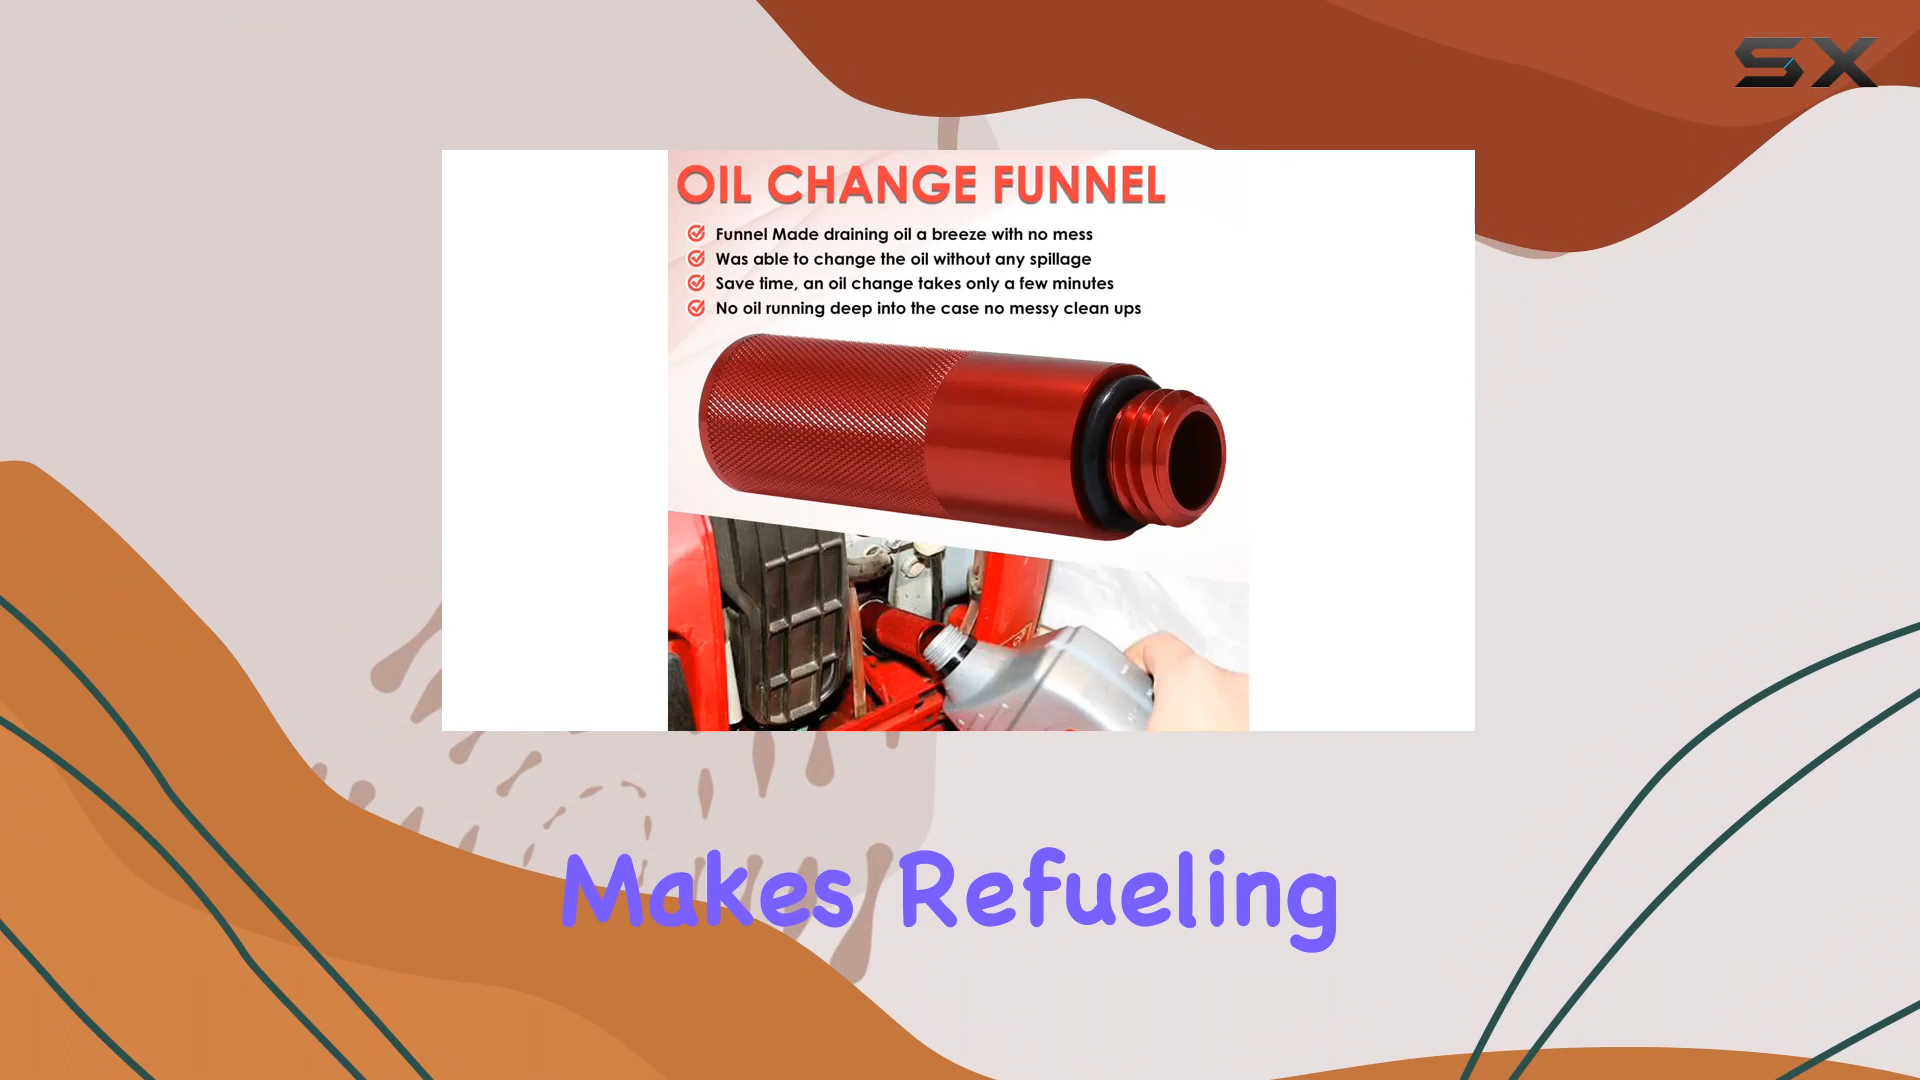 SX
OIL CHANGE FUNNEL
Funnel Made draining oil a breeze with no mess
Was able to change the oil without any spillage
Save time, an oil change takes only a few minutes
No oil running deep into the case no messy clean ups
Makes Refueling